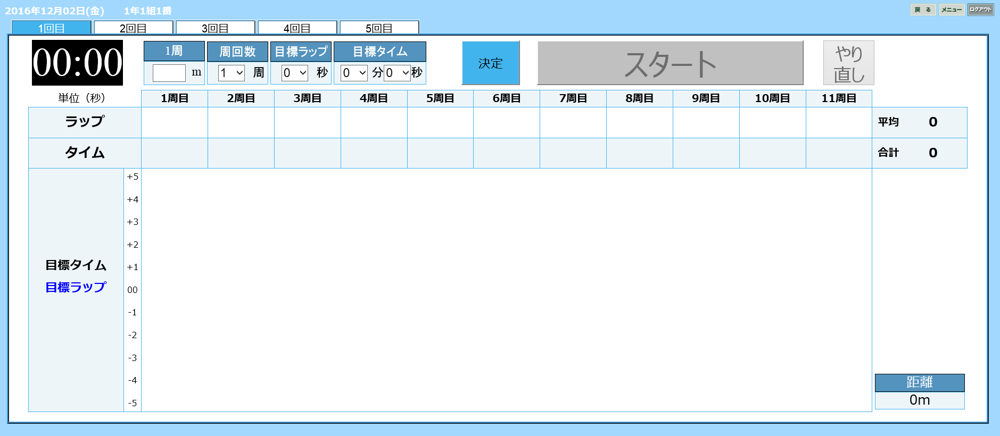 2016年12月02日(金) 1年1組1番 戻 る メニュー ログアウト
1回目 2回目 3回目 4回目 5回目
00:00 1周 周回数 目標ラップ 目標タイム 決定 スタート やり直し
m 1 周 0 秒 0 分 0 秒
単位（秒） 1周目 2周目 3周目 4周目 5周目 6周目 7周目 8周目 9周目 10周目 11周目
ラップ 平均 0
タイム 合計 0
+5
+4
+3
+2
目標タイム +1
目標ラップ 00
-1
-2
-3
-4 距離
-5 0m